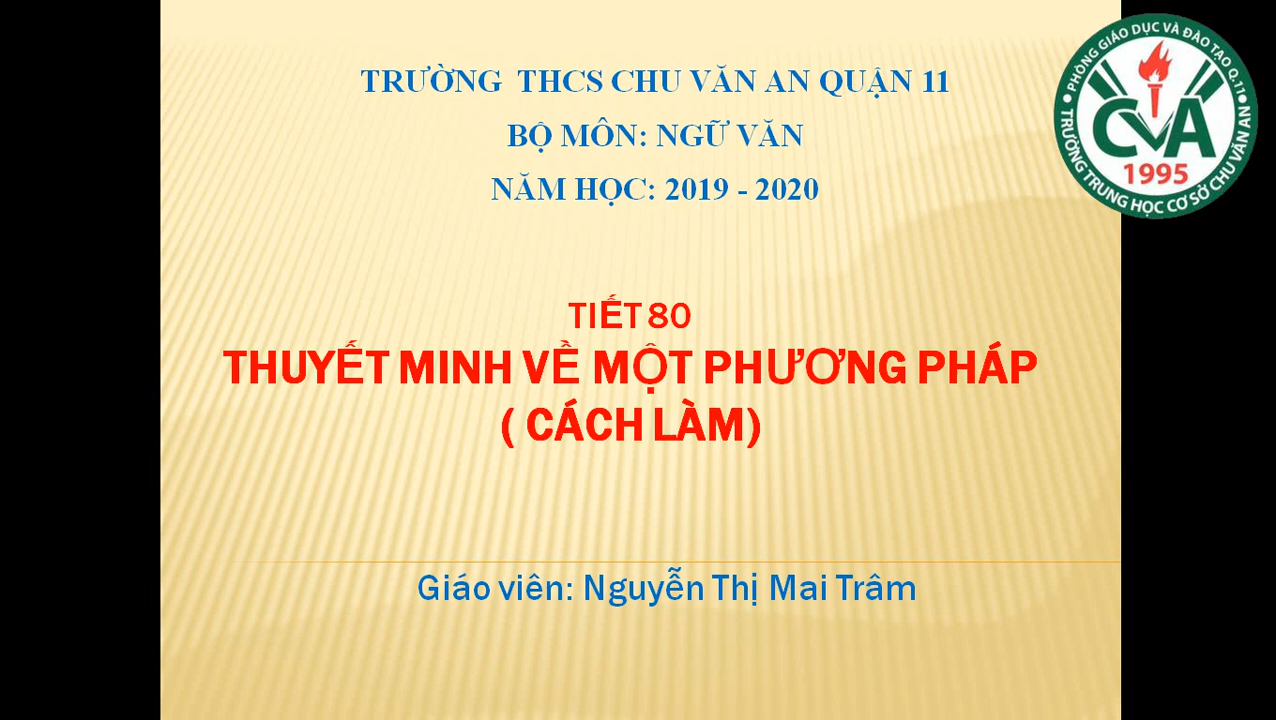 TRƯỜNG THCS CHU VĂN AN QUẬN 11
BỘ MÔN: NGỮ VĂN
NĂM HỌC: 2019 - 2020
PHÒNG GIÁO DỤC VÀ ĐÀO TẠO Q.11
CVA
1995
TRƯỜNG TRUNG HỌC CƠ SỞ CHU VĂN AN
TIẾT 80
THUYẾT MINH VỀ MỘT PHƯƠNG PHÁP
( CÁCH LÀM)
Giáo viên: Nguyễn Thị Mai Trâm